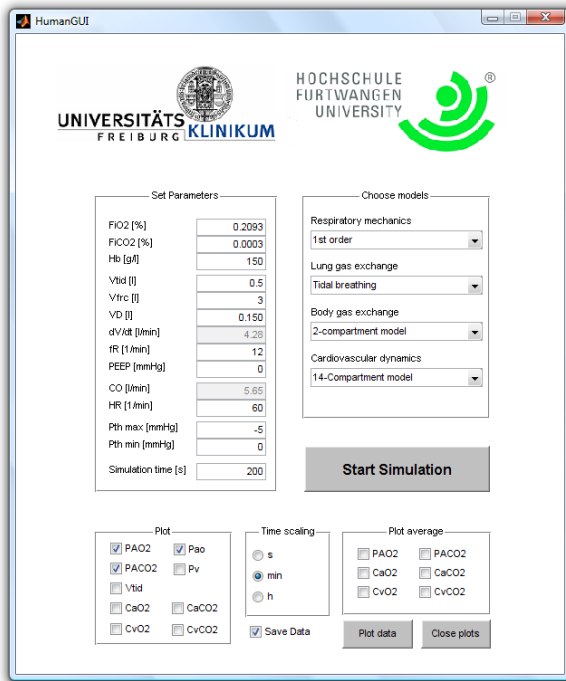 HumanGUI
UNIVERSITÄTS
FREIBURG KLINIKUM
HOCHSCHULE
FURTWANGEN
UNIVERSITY
®
Set Parameters
FiO2 [%] 0.2093
FiCO2 [%] 0.0003
Hb [g/l] 150
Vtid [l] 0.5
Vfrc [l] 3
VD [l] 0.150
dV/dt [l/min] 4.28
fR [1/min] 12
PEEP [mmHg] 0
CO [l/min] 5.65
HR [1/min] 60
Pth max [mmHg] -5
Pth min [mmHg] 0
Simulation time [s] 200
Choose models
Respiratory mechanics
1st order
Lung gas exchange
Tidal breathing
Body gas exchange
2-compartment model
Cardiovascular dynamics
14-Compartment model
Start Simulation
Plot
PAO2 Pao
PACO2 Pv
Vtid
CaO2 CaCO2
CvO2 CvCO2
Time scaling
s
min
h
Save Data
Plot average
PAO2 PACO2
CaO2 CaCO2
CvO2 CvCO2
Plot data Close plots